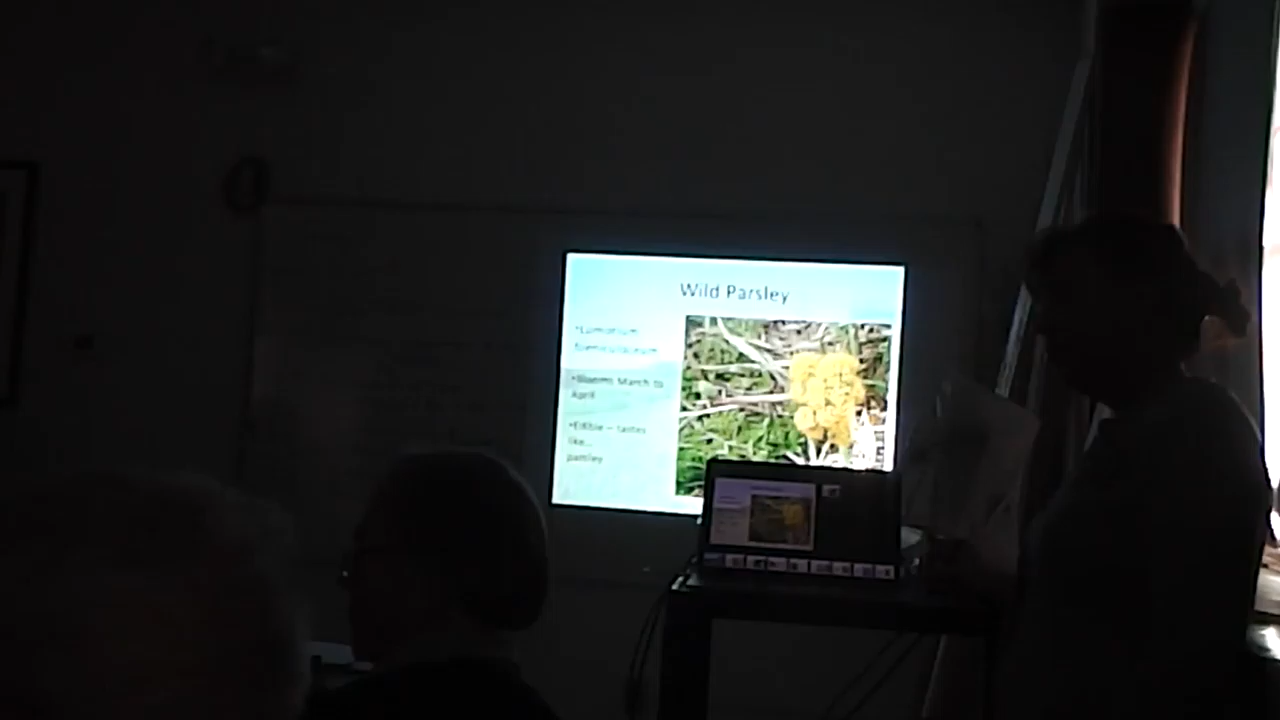 Wild Parsley
•Blooms March to
April
•Edible – tastes
like...
parsley